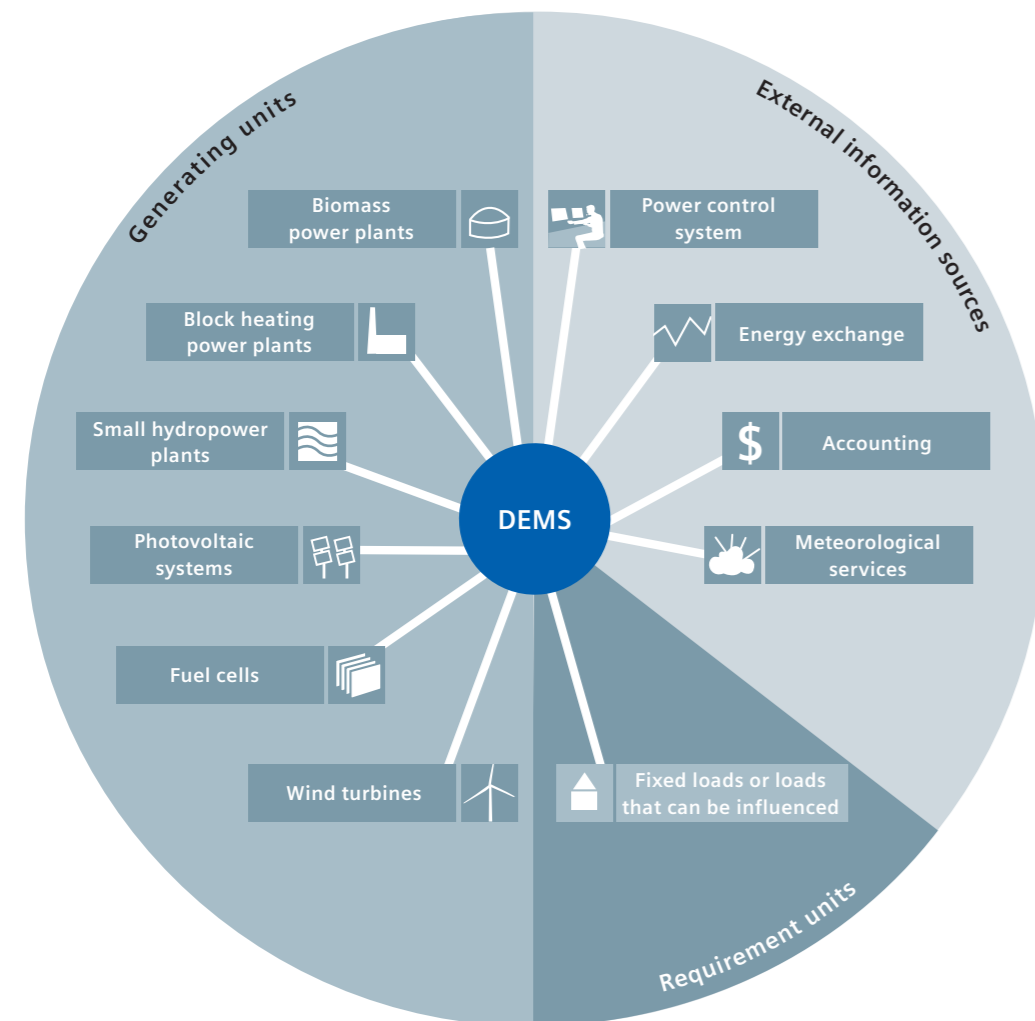 Generating units
External information sources
Biomass
power plants
Power control
system
Block heating
power plants
Energy exchange
Small hydropower
plants
$
Accounting
DEMS
Photovoltaic
systems
Meteorological
services
Fuel cells
Wind turbines
Fixed loads or loads
that can be influenced
Requirement units